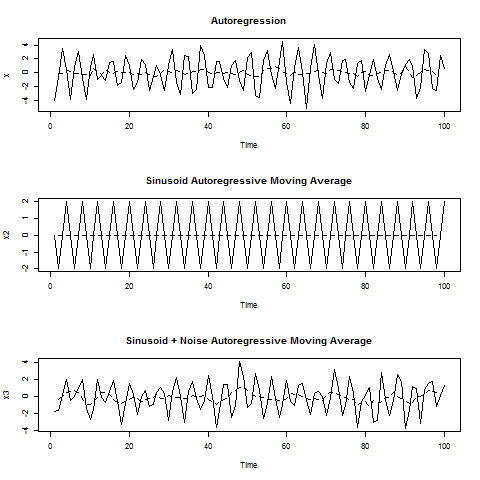 Autoregression
x
4
2
0
-2
-4
0 20 40 60 80 100
Time
Sinusoid Autoregressive Moving Average
x2
2
1
0
-1
-2
0 20 40 60 80 100
Time
Sinusoid + Noise Autoregressive Moving Average
x3
4
2
0
-2
-4
0 20 40 60 80 100
Time